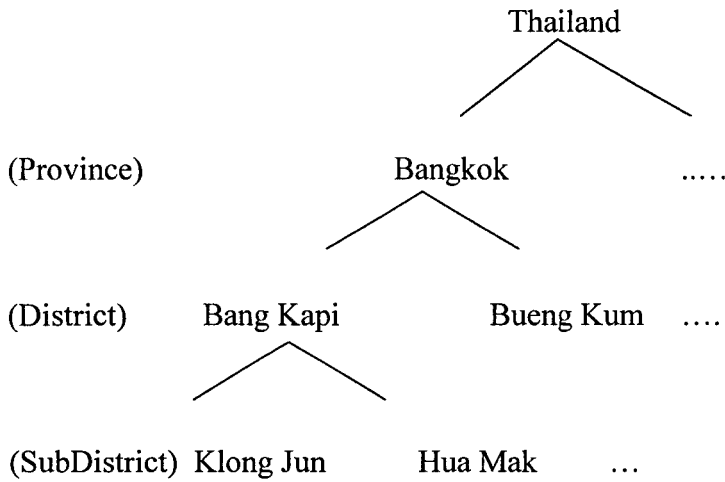 Thailand
(Province) Bangkok ..…
(District) Bang Kapi Bueng Kum ….
(SubDistrict) Klong Jun Hua Mak …